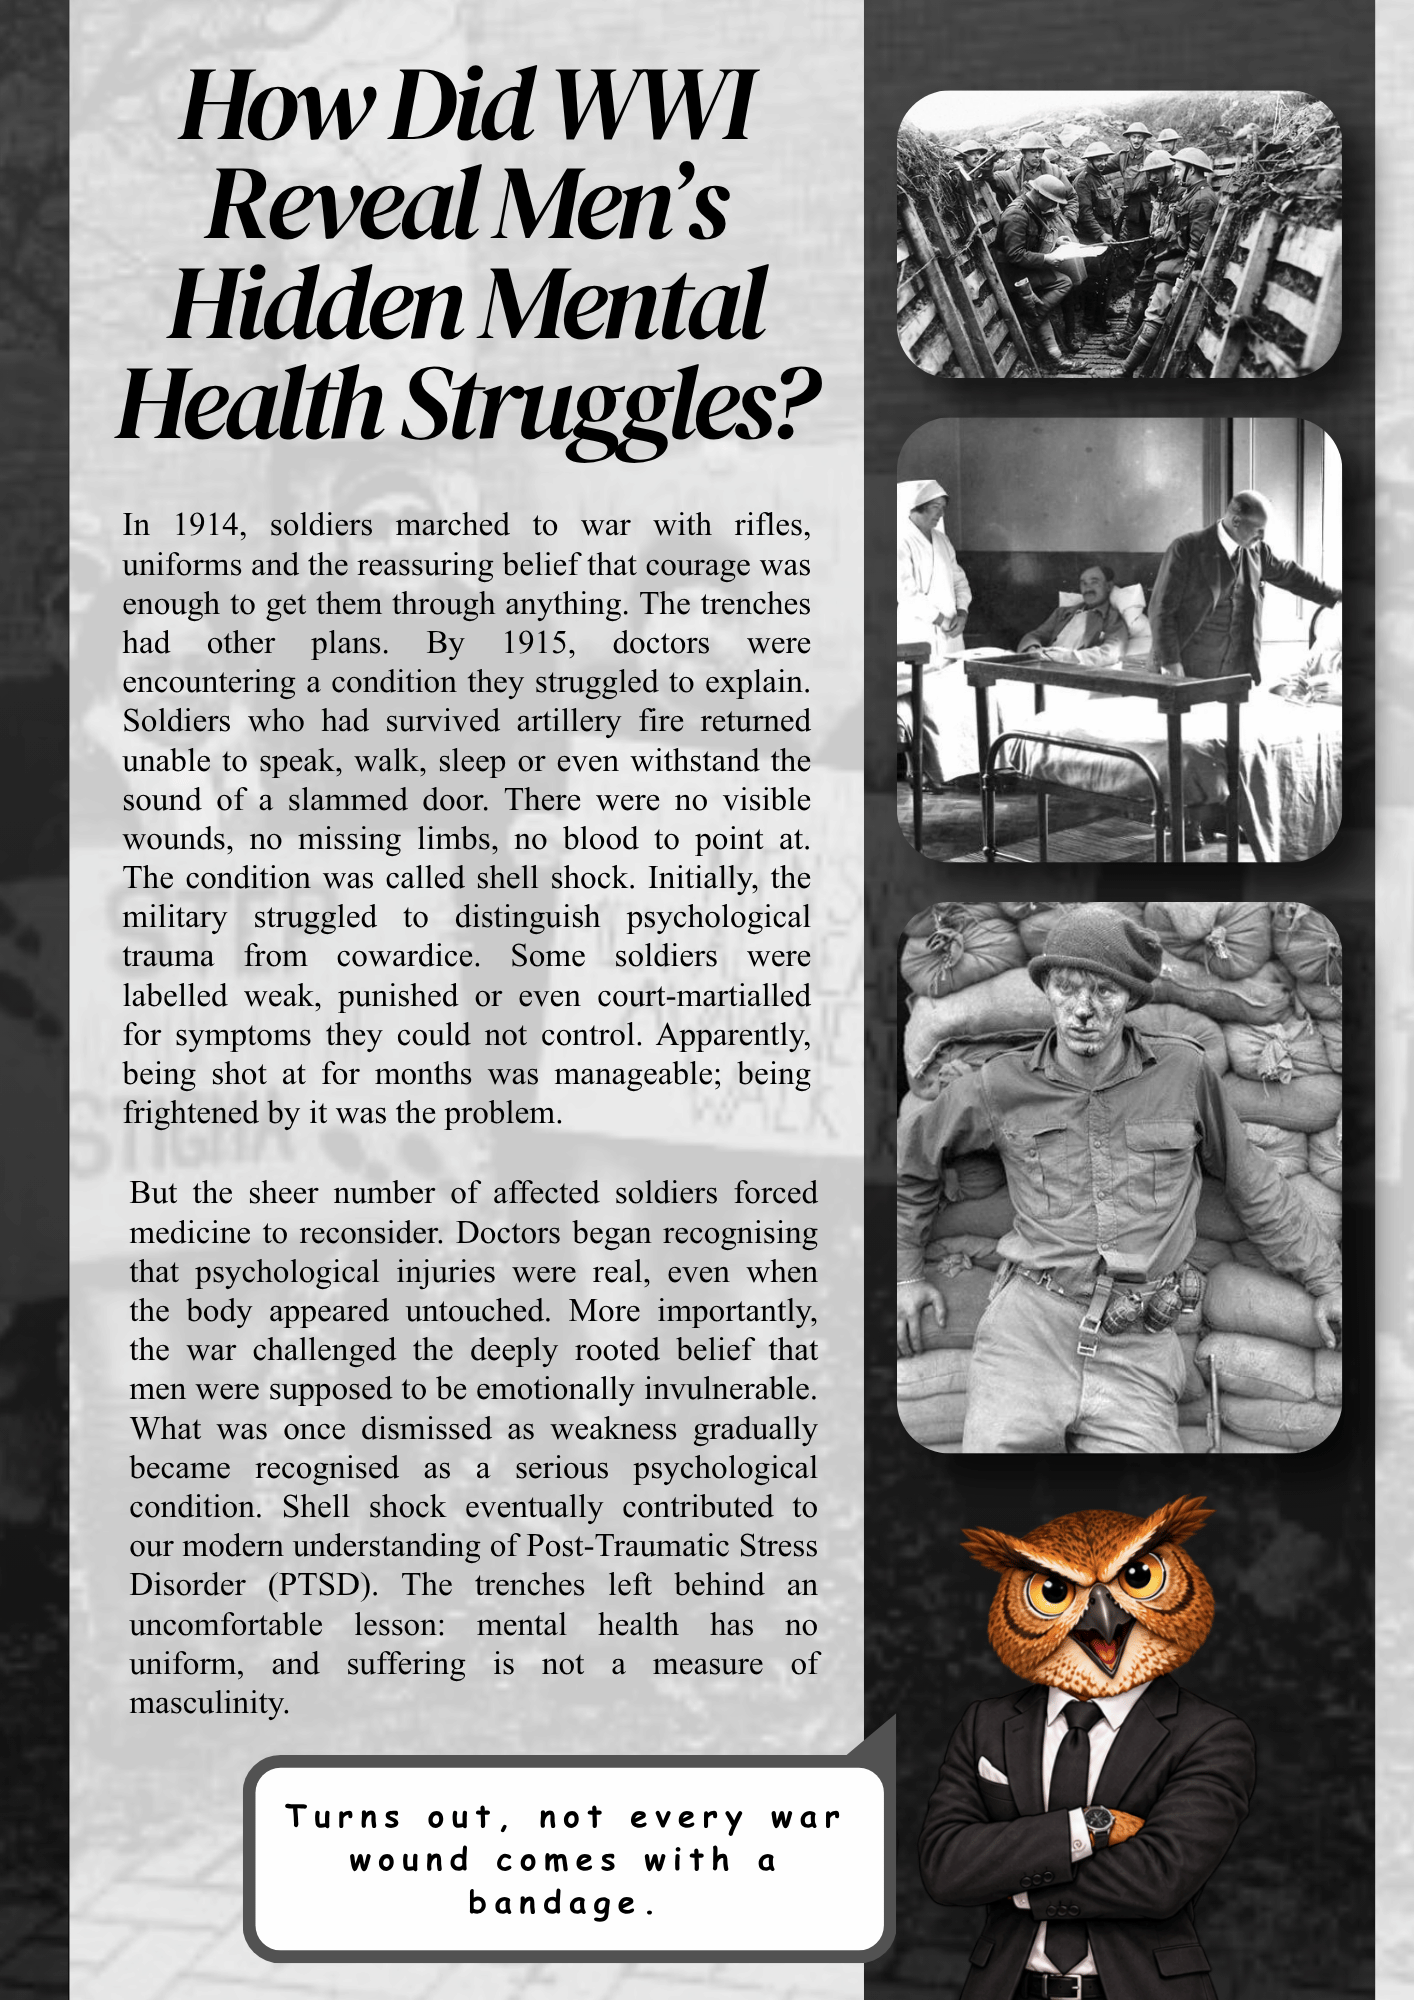 How Did WWI
Reveal Men's
Hidden Mental
Health Struggles?
In 1914, soldiers marched to war with rifles,
uniforms and the reassuring belief that courage was
enough to get them through anything. The trenches
had other plans. By 1915, doctors were
encountering a condition they struggled to explain.
Soldiers who had survived artillery fire returned
unable to speak, walk, sleep or even withstand the
sound of a slammed door. There were no visible
wounds, no missing limbs, no blood to point at.
The condition was called shell shock. Initially, the
military struggled to distinguish psychological
trauma from cowardice. Some soldiers were
labelled weak, punished or even court-martialled
for symptoms they could not control. Apparently,
being shot at for months was manageable; being
frightened by it was the problem.
But the sheer number of affected soldiers forced
medicine to reconsider. Doctors began recognising
that psychological injuries were real, even when
the body appeared untouched. More importantly,
the war challenged the deeply rooted belief that
men were supposed to be emotionally invulnerable.
What was once dismissed as weakness gradually
became recognised as a serious psychological
condition. Shell shock eventually contributed to
our modern understanding of Post-Traumatic Stress
Disorder (PTSD). The trenches left behind an
uncomfortable lesson: mental health has no
uniform, and suffering is not a measure of
masculinity.
Turns out, not every war
wound comes with a
bandage.
STIGMA
WALK